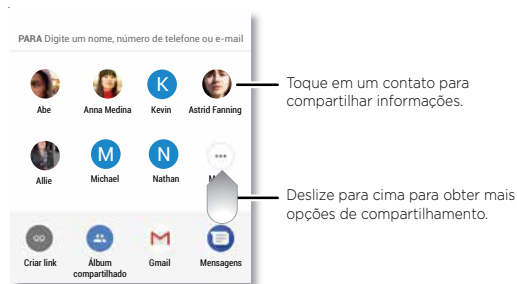 PARA Digite um nome, número de telefone ou e-mail
K
Abe Anna Medina Kevin Astrid Fanning
Toque em um contato para
compartilhar informações.
M N
Allie Michael Nathan
Deslize para cima para obter mais
opções de compartilhamento.
Criar link Álbum compartilhado Gmail Mensagens